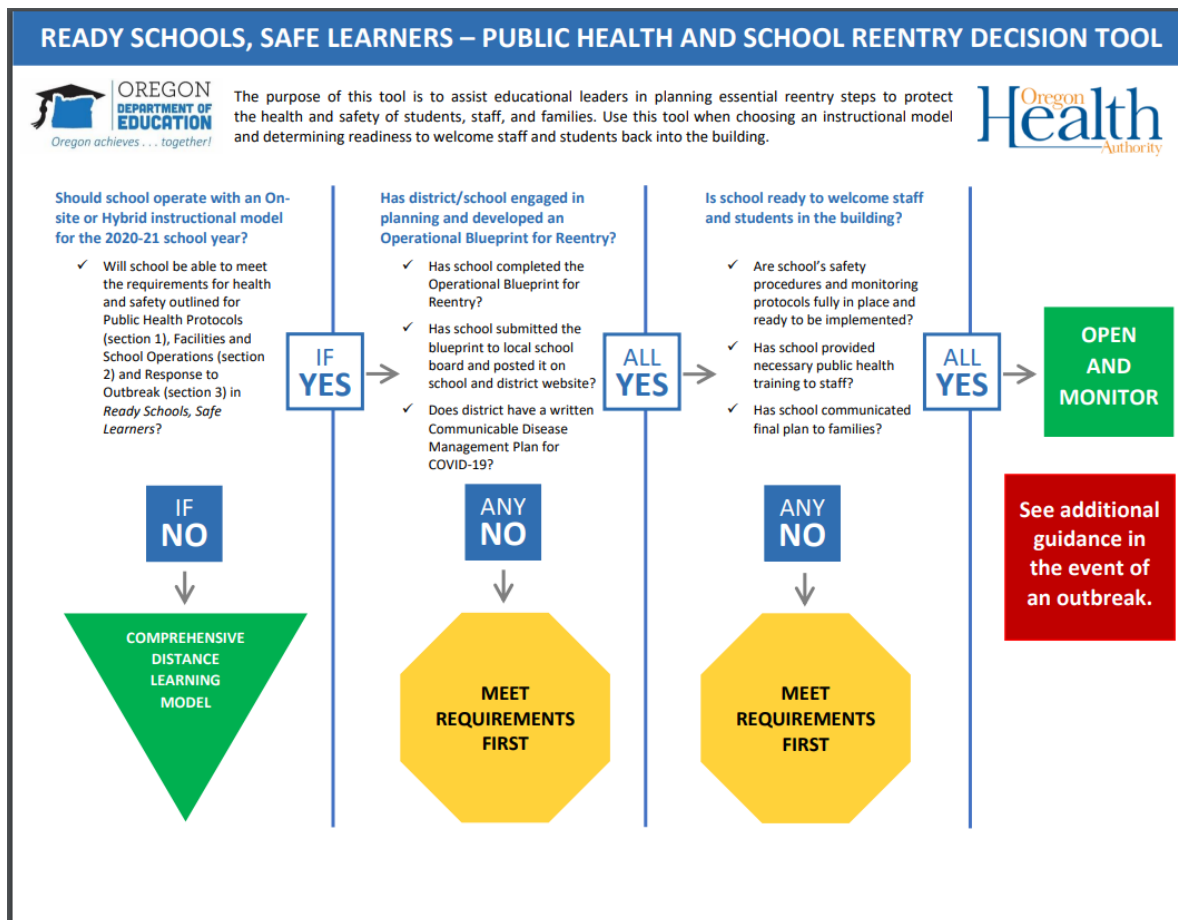 READY SCHOOLS, SAFE LEARNERS – PUBLIC HEALTH AND SCHOOL REENTRY DECISION TOOL
OREGON
DEPARTMENT OF
EDUCATION
Oregon achieves . . . together!
The purpose of this tool is to assist educational leaders in planning essential reentry steps to protect
the health and safety of students, staff, and families. Use this tool when choosing an instructional model
and determining readiness to welcome staff and students back into the building.
Oregon
Health
Authority
Should school operate with an On-
site or Hybrid instructional model
for the 2020-21 school year?
✓ Will school be able to meet
the requirements for health
and safety outlined for
Public Health Protocols
(section 1), Facilities and
School Operations (section
2) and Response to
Outbreak (section 3) in
Ready Schools, Safe
Learners?
IF
YES
IF
NO
COMPREHENSIVE
DISTANCE
LEARNING
MODEL
Has district/school engaged in
planning and developed an
Operational Blueprint for Reentry?
✓ Has school completed the
Operational Blueprint for
Reentry?
✓ Has school submitted the
blueprint to local school
board and posted it on
school and district website?
✓ Does district have a written
Communicable Disease
Management Plan for
COVID-19?
ALL
YES
ANY
NO
MEET
REQUIREMENTS
FIRST
Is school ready to welcome staff
and students in the building?
✓ Are school's safety
procedures and monitoring
protocols fully in place and
ready to be implemented?
✓ Has school provided
necessary public health
training to staff?
✓ Has school communicated
final plan to families?
ALL
YES
ANY
NO
MEET
REQUIREMENTS
FIRST
OPEN
AND
MONITOR
See additional
guidance in
the event of
an outbreak.